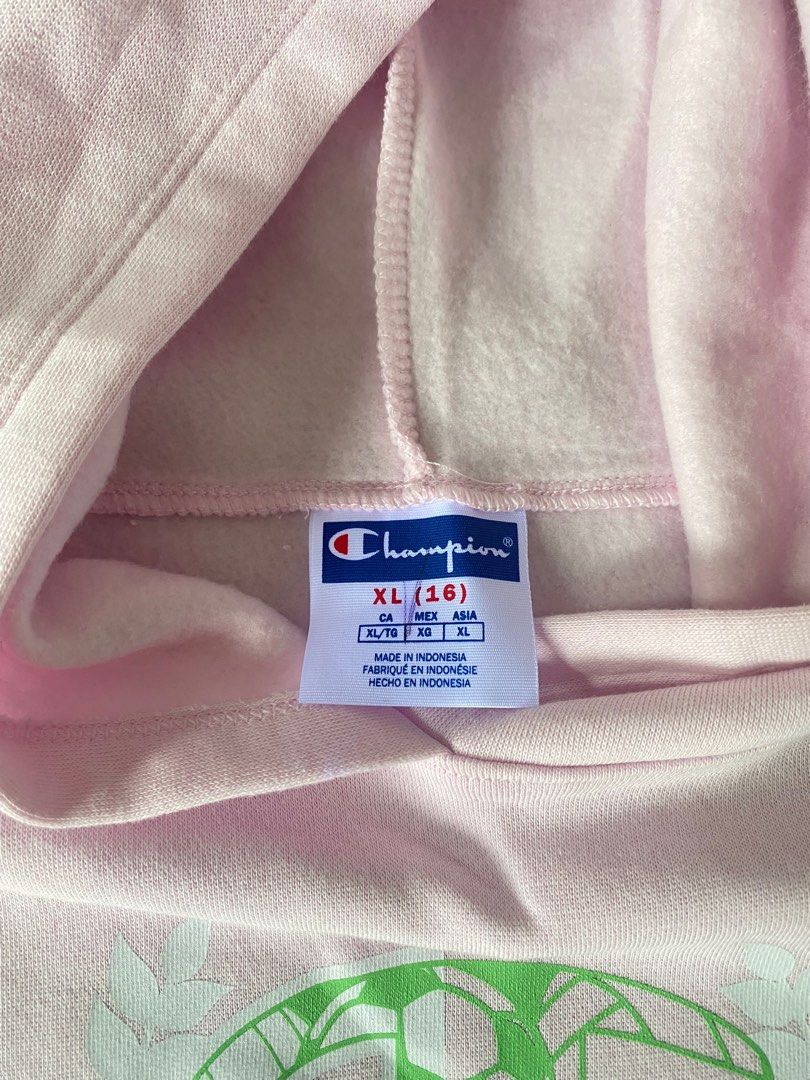 Champion®
XL (16)
CA MEX ASIA
XL/TG XG XL
MADE IN INDONESIA
FABRIQUÉ EN INDONÉSIE
HECHO EN INDONESIA